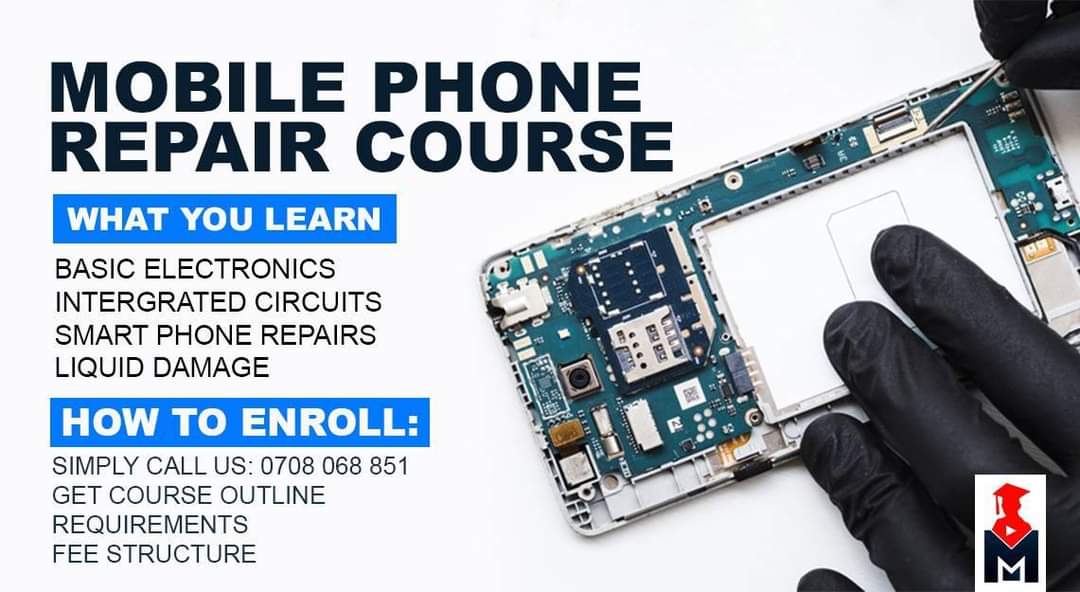 MOBILE PHONE
REPAIR COURSE
WHAT YOU LEARN
BASIC ELECTRONICS
INTERGRATED CIRCUITS
SMART PHONE REPAIRS
LIQUID DAMAGE
HOW TO ENROLL:
SIMPLY CALL US: 0708 068 851
GET COURSE OUTLINE
REQUIREMENTS
FEE STRUCTURE
M